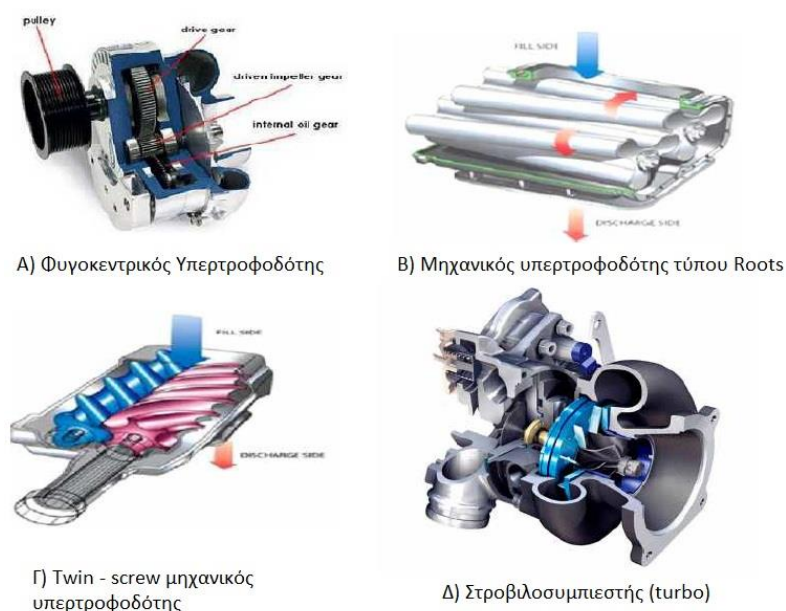 pulley
drive gear
driven impeller gear
internal oil gear
FILL SIDE
DISCHARGE SIDE
Α) Φυγοκεντρικός Υπερτροφοδότης
Β) Μηχανικός υπερτροφοδότης τύπου Roots
FILL SIDE
DISCHARGE SIDE
Γ) Twin - screw μηχανικός
υπερτροφοδότης
Δ) Στροβιλοσυμπιεστής (turbo)